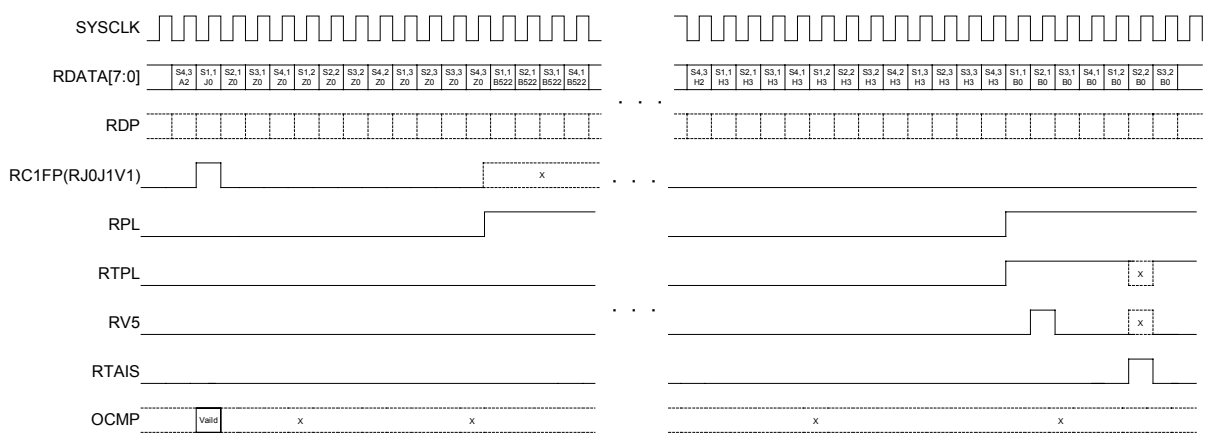 SYSCLK
S4,3 S1,1 S2,1 S3,1 S4,1 S1,2 S2,2 S3,2 S4,2 S1,3 S2,3 S3,3 S4,3 S1,1 S2,1 S3,1 S4,1 S4,3 S1,1 S2,1 S3,1 S4,1 S1,2 S2,2 S3,2 S4,2 S1,3 S2,3 S3,3 S4,3 S1,1 S2,1 S3,1 S4,1 S1,2 S2,2 S3,2
RDATA[7:0]
A2 J0 Z0 Z0 Z0 Z0 Z0 Z0 Z0 Z0 Z0 Z0 Z0 B522 B522 B522 B522 H2 H3 H3 H3 H3 H3 H3 H3 H3 H3 H3 H3 H3 B0 B0 B0 B0 B0 B0 B0
. . .
RDP
RC1FP(RJ0J1V1) X . . .
RPL
RTPL X
. . .
RV5 X
RTAIS
OCMP Vaild X X X X